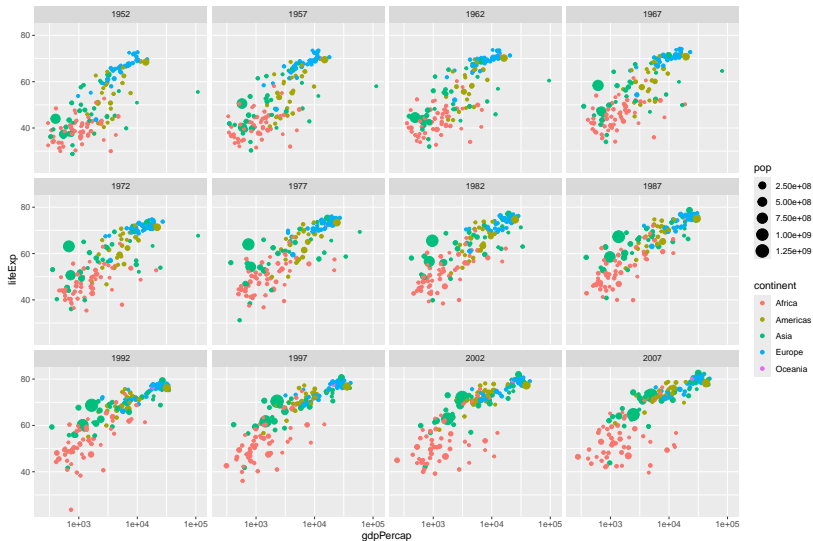 1952 1957 1962 1967
80
60
40
1972 1977 1982 1987
80
60
40
1992 1997 2002 2007
80
60
40
1e+03 1e+04 1e+05 1e+03 1e+04 1e+05 1e+03 1e+04 1e+05 1e+03 1e+04 1e+05
gdpPercap
lifeExp
pop
2.50e+08
5.00e+08
7.50e+08
1.00e+09
1.25e+09
continent
Africa
Americas
Asia
Europe
Oceania